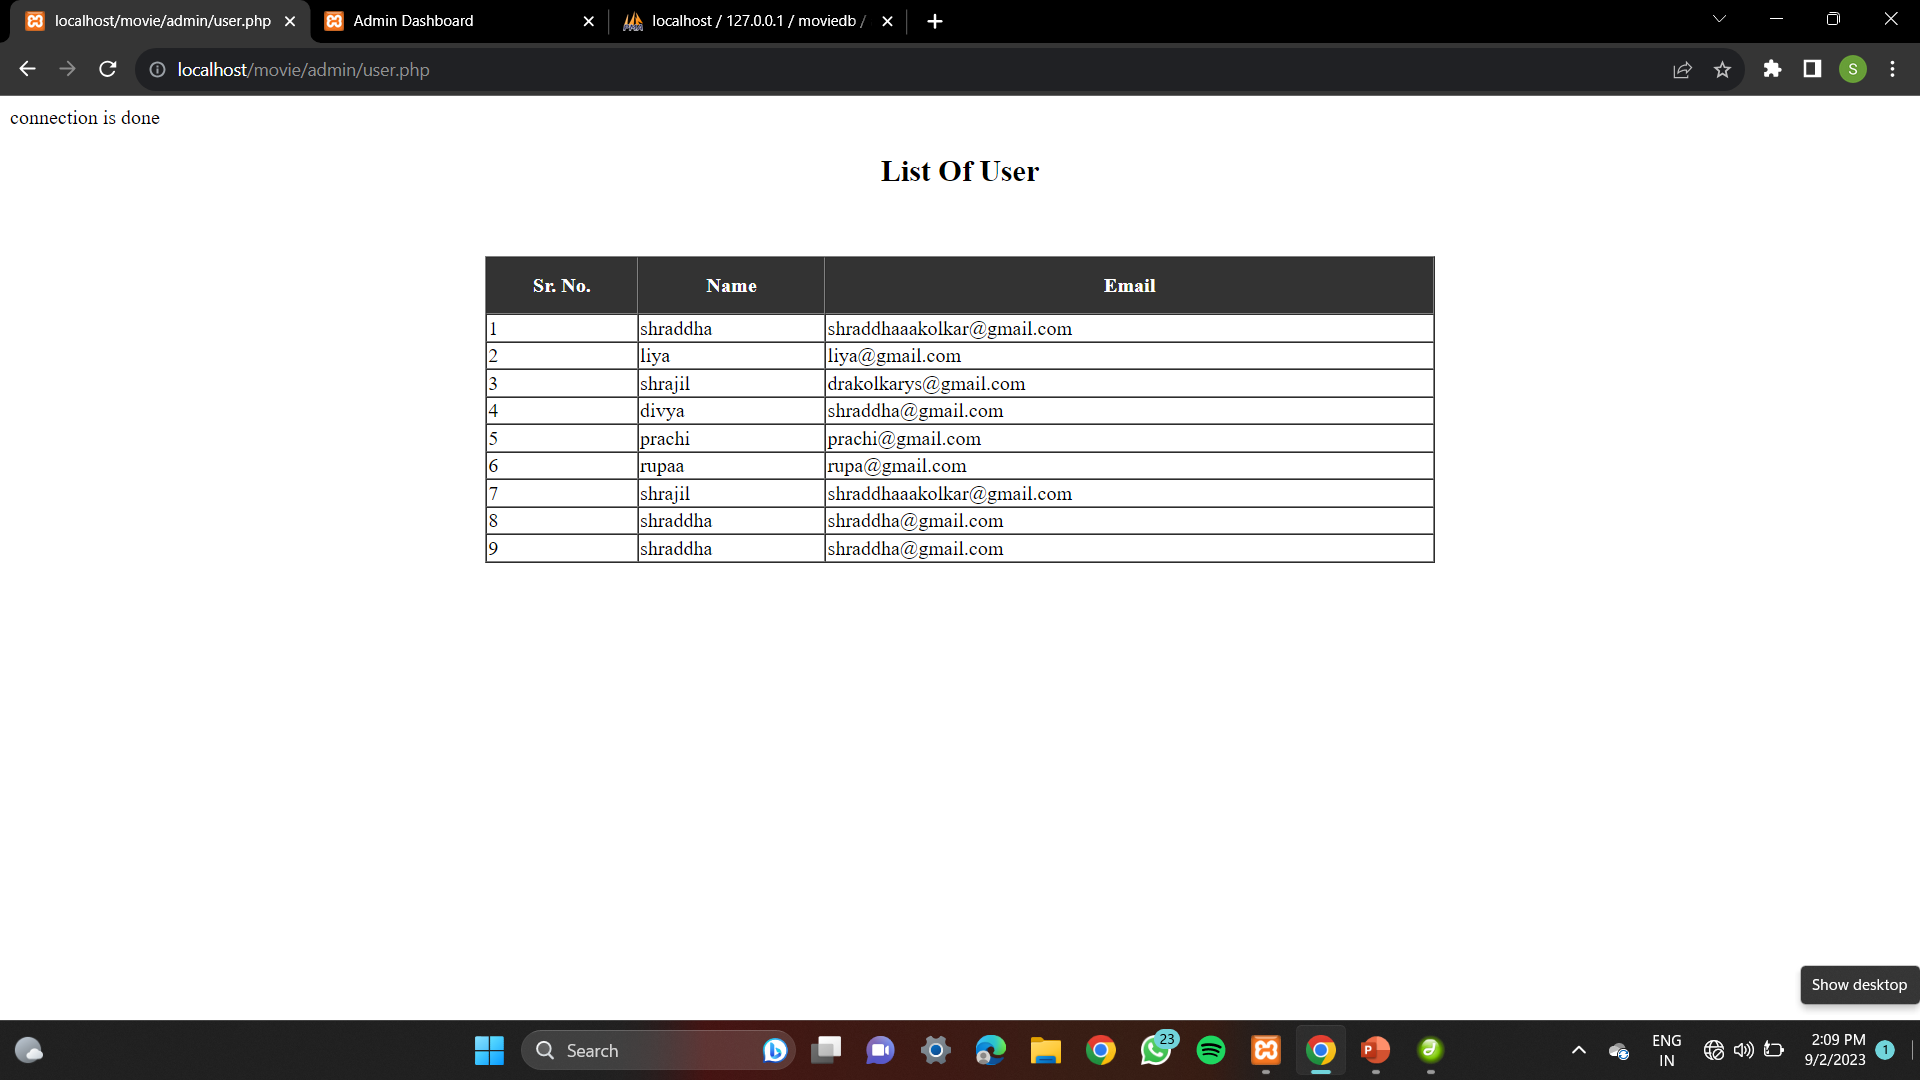 localhost/movie/admin/user.php
Admin Dashboard
localhost / 127.0.0.1 / moviedb /
localhost/movie/admin/user.php
S
connection is done
List Of User
Sr. No. Name Email
1 shraddha shraddhaaakolkar@gmail.com
2 liya liya@gmail.com
3 shrajil drakolkarys@gmail.com
4 divya shraddha@gmail.com
5 prachi prachi@gmail.com
6 rupaa rupa@gmail.com
7 shrajil shraddhaaakolkar@gmail.com
8 shraddha shraddha@gmail.com
9 shraddha shraddha@gmail.com
Show desktop
Search
23
ENG
IN
2:09 PM
9/2/2023
1